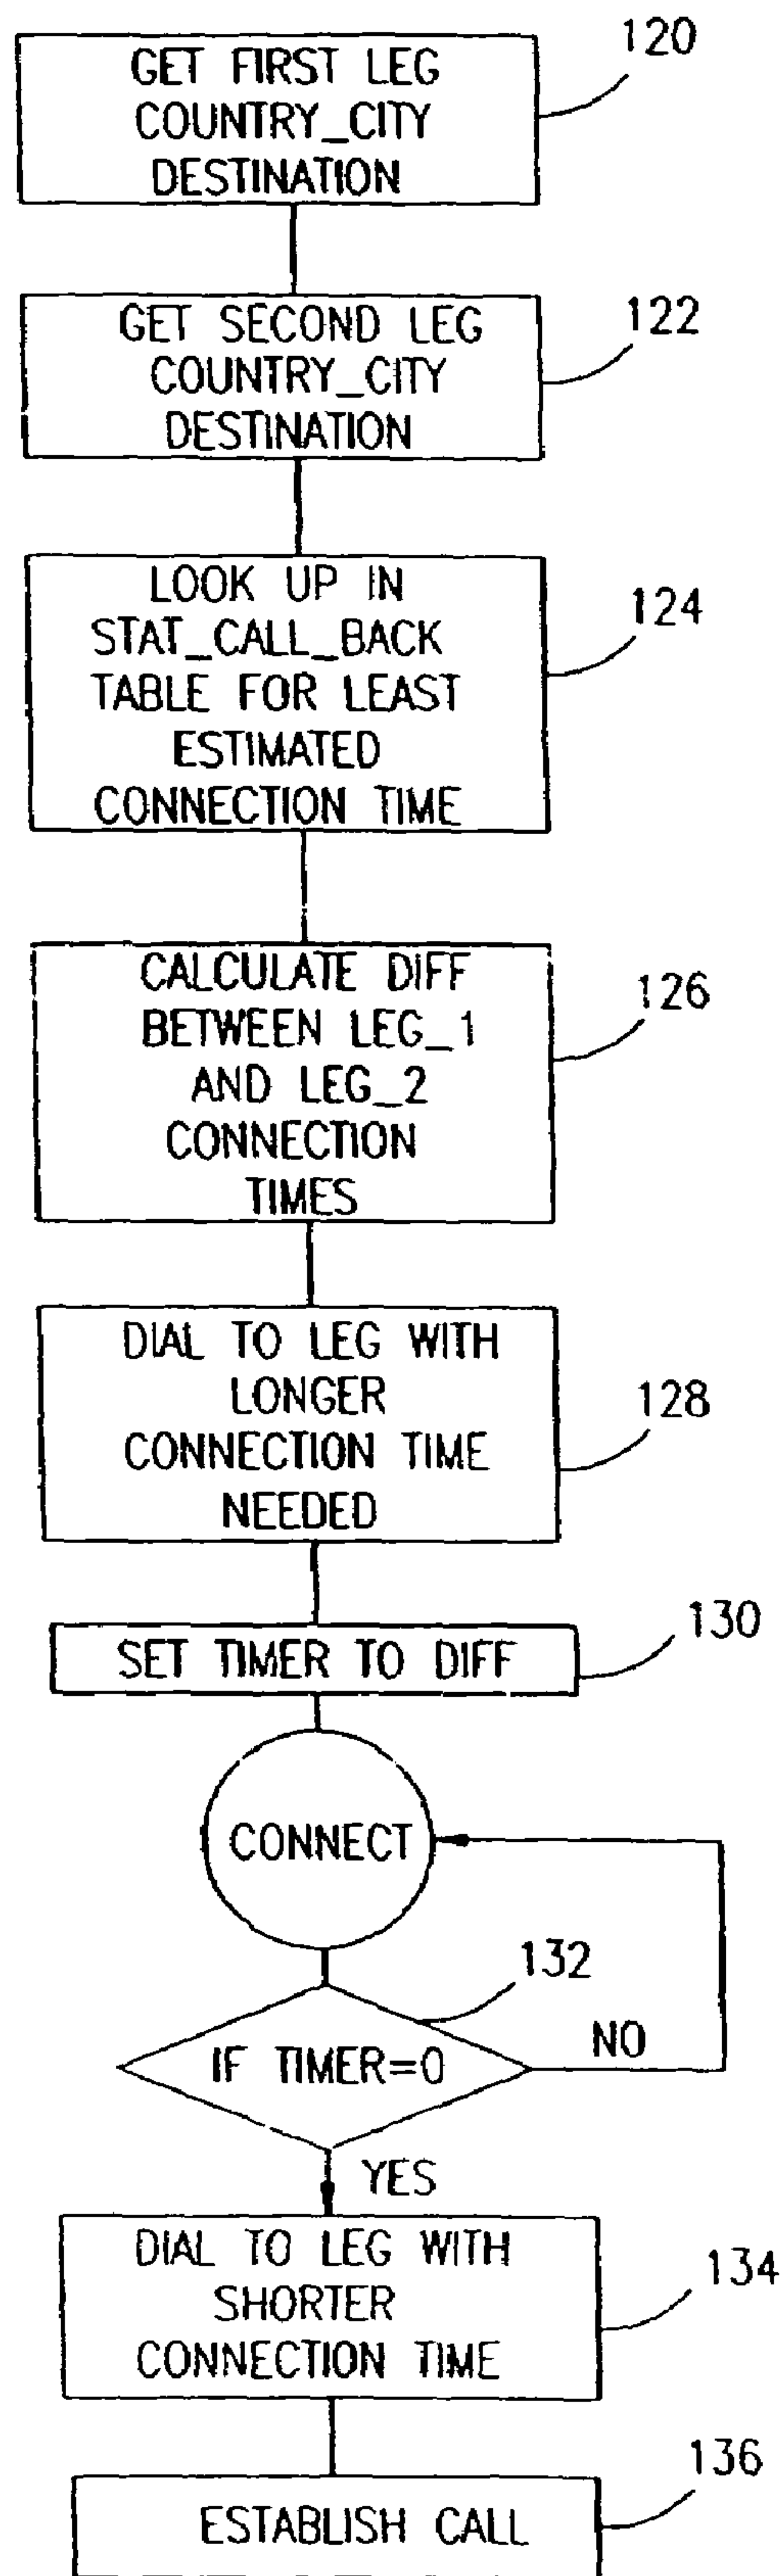 120
GET FIRST LEG
COUNTRY_CITY
DESTINATION
122
GET SECOND LEG
COUNTRY_CITY
DESTINATION
124
LOOK UP IN
STAT_CALL_BACK
TABLE FOR LEAST
ESTIMATED
CONNECTION TIME
126
CALCULATE DIFF
BETWEEN LEG_1
AND LEG_2
CONNECTION
TIMES
128
DIAL TO LEG WITH
LONGER
CONNECTION TIME
NEEDED
130
SET TIMER TO DIFF
CONNECT
132
IF TIMER=0
NO
YES
134
DIAL TO LEG WITH
SHORTER
CONNECTION TIME
136
ESTABLISH CALL